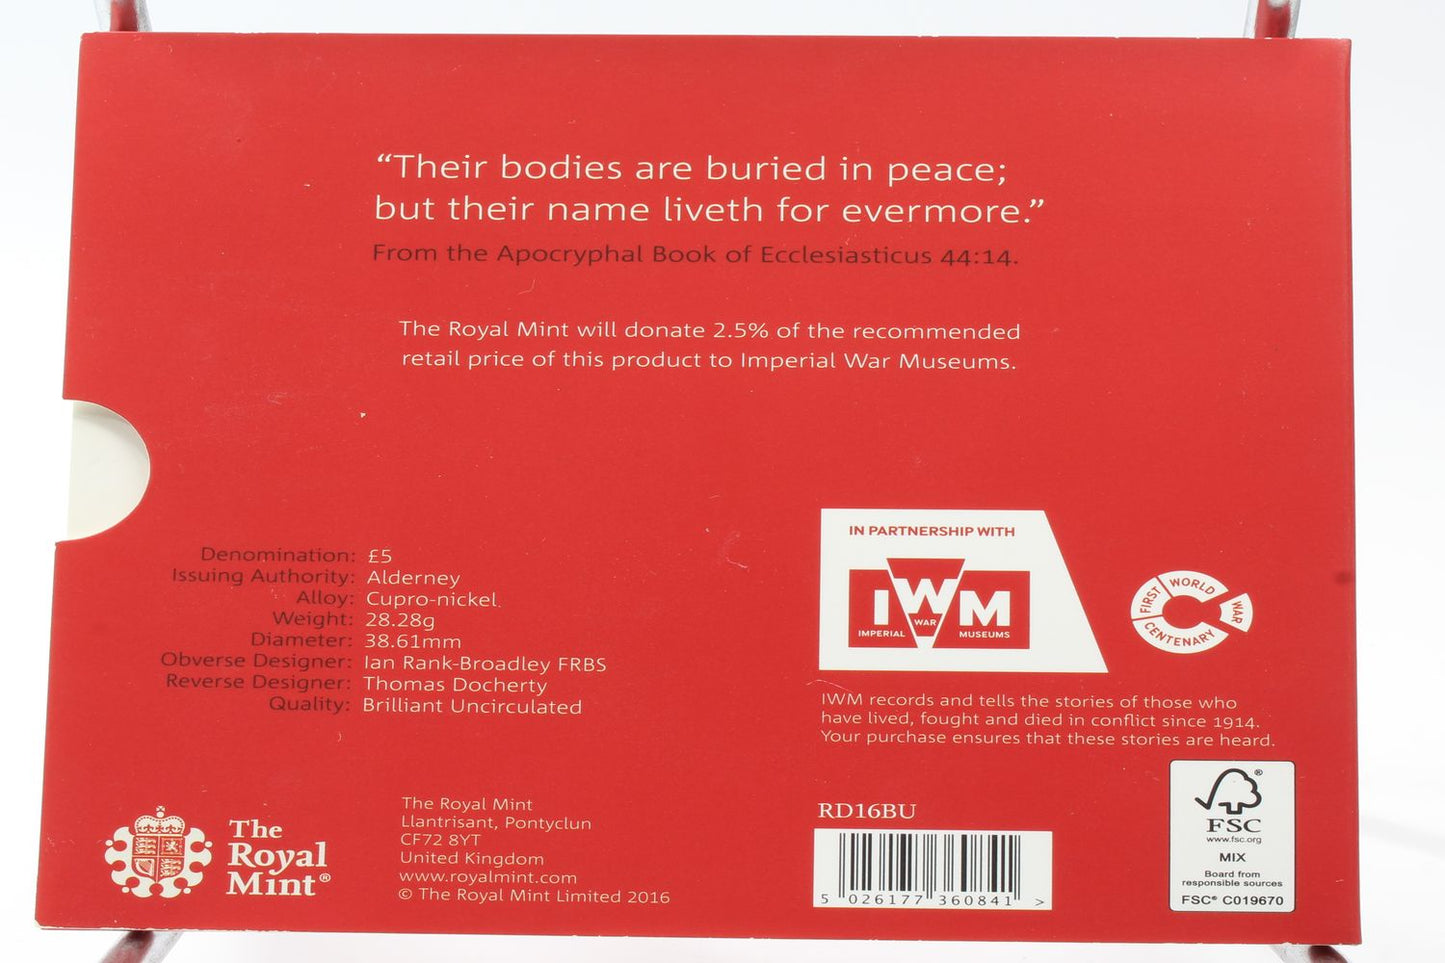 “Their bodies are buried in peace;
but their name liveth for evermore.”
From the Apocryphal Book of Ecclesiasticus 44:14.
The Royal Mint will donate 2.5% of the recommended
retail price of this product to Imperial War Museums.
Denomination: £5
Issuing Authority: Alderney
Alloy: Cupro-nickel
Weight: 28.28g
Diameter: 38.61mm
Obverse Designer: Ian Rank-Broadley FRBS
Reverse Designer: Thomas Docherty
Quality: Brilliant Uncirculated
IN PARTNERSHIP WITH
IWM
IMPERIAL WAR MUSEUMS
FIRST WORLD WAR CENTENARY
IWM records and tells the stories of those who
have lived, fought and died in conflict since 1914.
Your purchase ensures that these stories are heard.
The
Royal
Mint®
The Royal Mint
Llantrisant, Pontyclun
CF72 8YT
United Kingdom
www.royalmint.com
© The Royal Mint Limited 2016
RD16BU
5 026177 360841 >
®
FSC
www.fsc.org
MIX
Board from
responsible sources
FSC® C019670